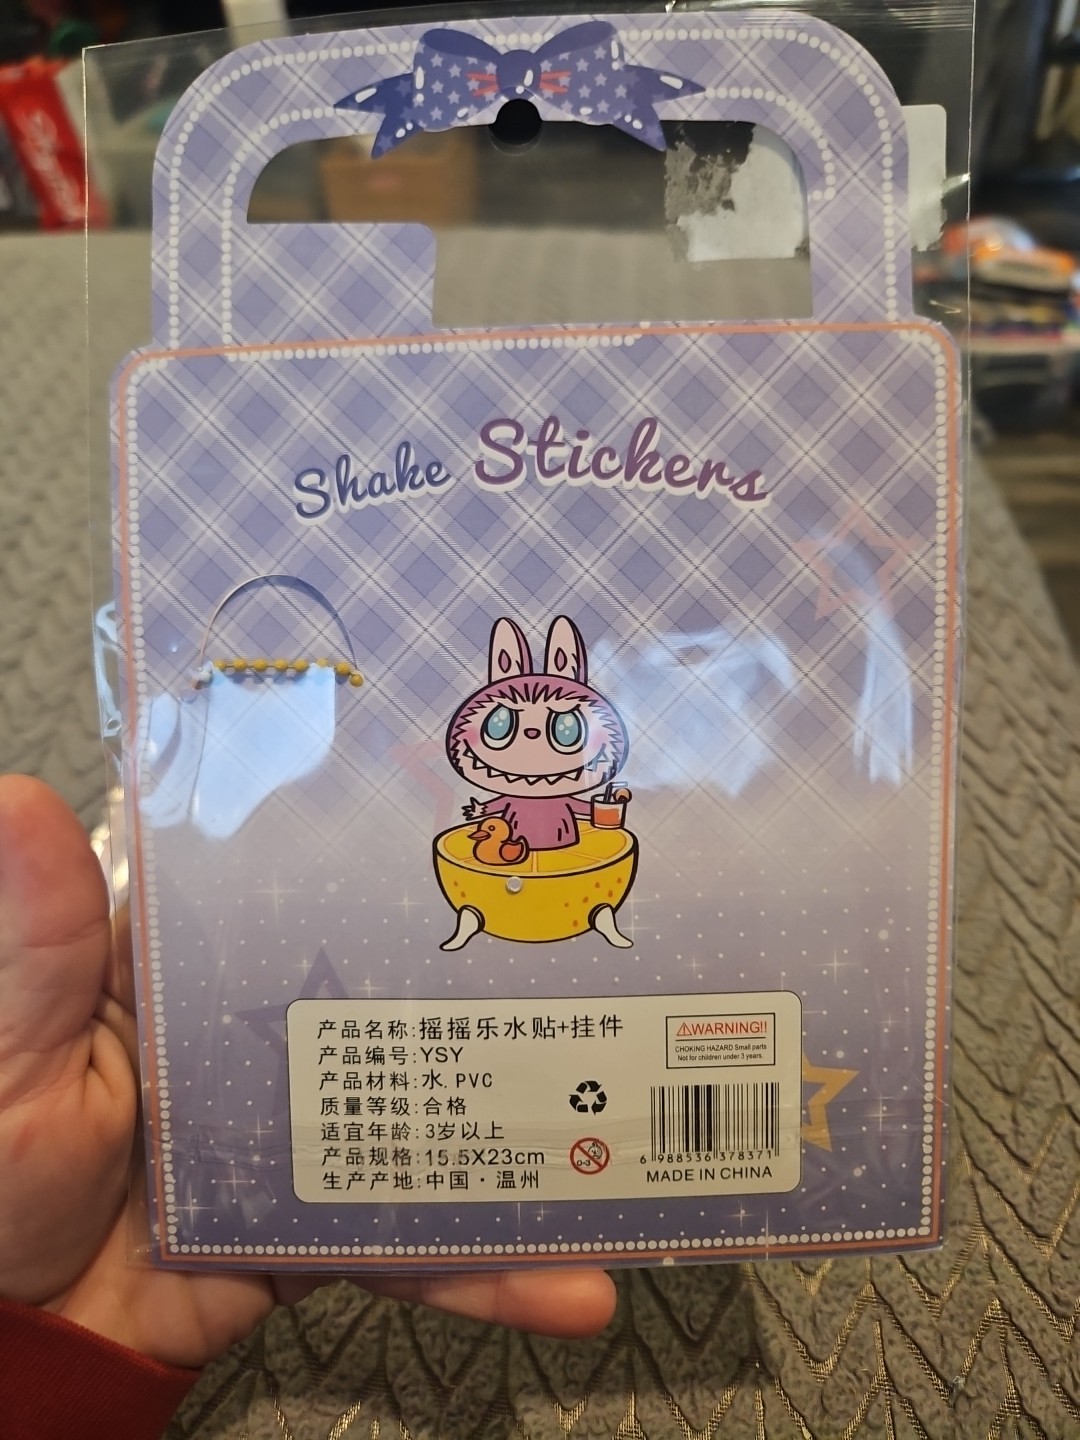 Shake Stickers
产品名称:摇摇乐水贴+挂件
产品编号:YSY
产品材料:水. PVC
质量等级:合格
适宜年龄:3岁以上
产品规格:15.5X23cm
生产产地:中国·温州
WARNING!!
CHOKING HAZARD Small parts
Not for children under 3 years.
0-3
6 988536 378371
MADE IN CHINA